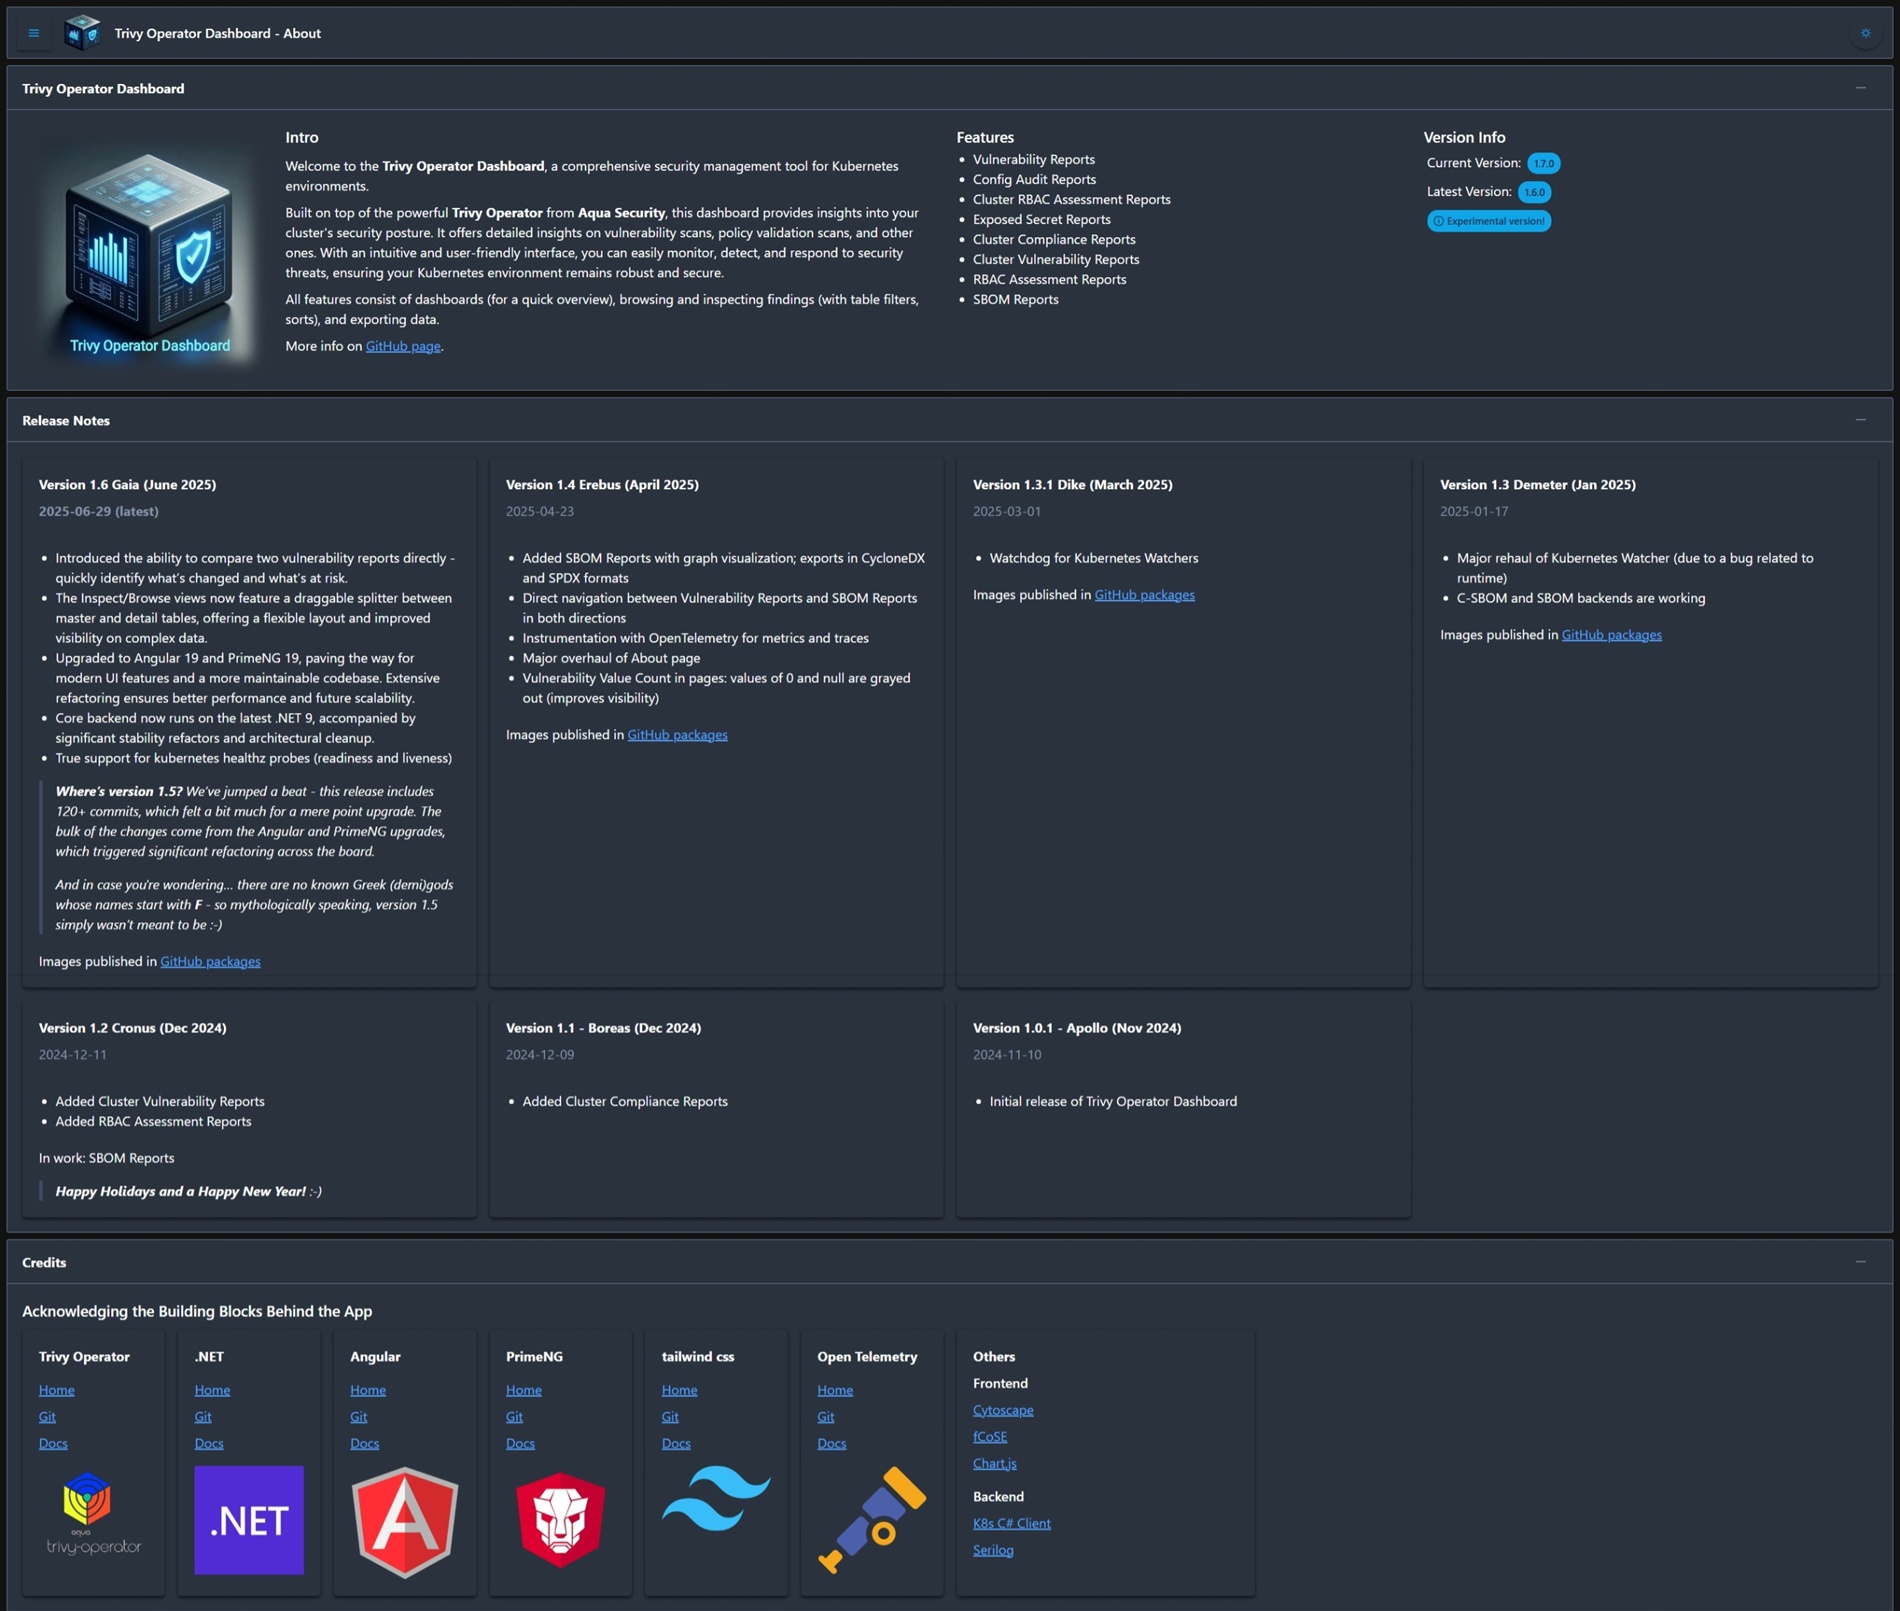 Trivy Operator Dashboard - About
Trivy Operator Dashboard
Trivy Operator Dashboard
Intro
Welcome to the Trivy Operator Dashboard, a comprehensive security management tool for Kubernetes
environments.
Built on top of the powerful Trivy Operator from Aqua Security, this dashboard provides insights into your
cluster's security posture. It offers detailed insights on vulnerability scans, policy validation scans, and other
ones. With an intuitive and user-friendly interface, you can easily monitor, detect, and respond to security
threats, ensuring your Kubernetes environment remains robust and secure.
All features consist of dashboards (for a quick overview), browsing and inspecting findings (with table filters,
sorts), and exporting data.
More info on GitHub page.
Features
• Vulnerability Reports
• Config Audit Reports
• Cluster RBAC Assessment Reports
• Exposed Secret Reports
• Cluster Compliance Reports
• Cluster Vulnerability Reports
• RBAC Assessment Reports
• SBOM Reports
Version Info
Current Version: 1.7.0
Latest Version: 1.6.0
Experimental version!
Release Notes
Version 1.6 Gaia (June 2025)
2025-06-29 (latest)
• Introduced the ability to compare two vulnerability reports directly -
quickly identify what's changed and what's at risk.
• The Inspect/Browse views now feature a draggable splitter between
master and detail tables, offering a flexible layout and improved
visibility on complex data.
• Upgraded to Angular 19 and PrimeNG 19, paving the way for
modern UI features and a more maintainable codebase. Extensive
refactoring ensures better performance and future scalability.
• Core backend now runs on the latest .NET 9, accompanied by
significant stability refactors and architectural cleanup.
• True support for kubernetes healthz probes (readiness and liveness)
Where's version 1.5? We've jumped a beat - this release includes
120+ commits, which felt a bit much for a mere point upgrade. The
bulk of the changes come from the Angular and PrimeNG upgrades,
which triggered significant refactoring across the board.
And in case you're wondering... there are no known Greek (demi)gods
whose names start with F - so mythologically speaking, version 1.5
simply wasn't meant to be :-)
Images published in GitHub packages
Version 1.4 Erebus (April 2025)
2025-04-23
• Added SBOM Reports with graph visualization; exports in CycloneDX
and SPDX formats
• Direct navigation between Vulnerability Reports and SBOM Reports
in both directions
• Instrumentation with OpenTelemetry for metrics and traces
• Major overhaul of About page
• Vulnerability Value Count in pages: values of 0 and null are grayed
out (improves visibility)
Images published in GitHub packages
Version 1.3.1 Dike (March 2025)
2025-03-01
• Watchdog for Kubernetes Watchers
Images published in GitHub packages
Version 1.3 Demeter (Jan 2025)
2025-01-17
• Major rehaul of Kubernetes Watcher (due to a bug related to
runtime)
• C-SBOM and SBOM backends are working
Images published in GitHub packages
Version 1.2 Cronus (Dec 2024)
2024-12-11
• Added Cluster Vulnerability Reports
• Added RBAC Assessment Reports
In work: SBOM Reports
Happy Holidays and a Happy New Year! :-)
Version 1.1 - Boreas (Dec 2024)
2024-12-09
• Added Cluster Compliance Reports
Version 1.0.1 - Apollo (Nov 2024)
2024-11-10
• Initial release of Trivy Operator Dashboard
Credits
Acknowledging the Building Blocks Behind the App
Trivy Operator
Home
Git
Docs
aqua
trivy-operator
.NET
Home
Git
Docs
.NET
Angular
Home
Git
Docs
A
PrimeNG
Home
Git
Docs
tailwind css
Home
Git
Docs
Open Telemetry
Home
Git
Docs
Others
Frontend
Cytoscape
fCoSE
Chart.js
Backend
K8s C# Client
Serilog